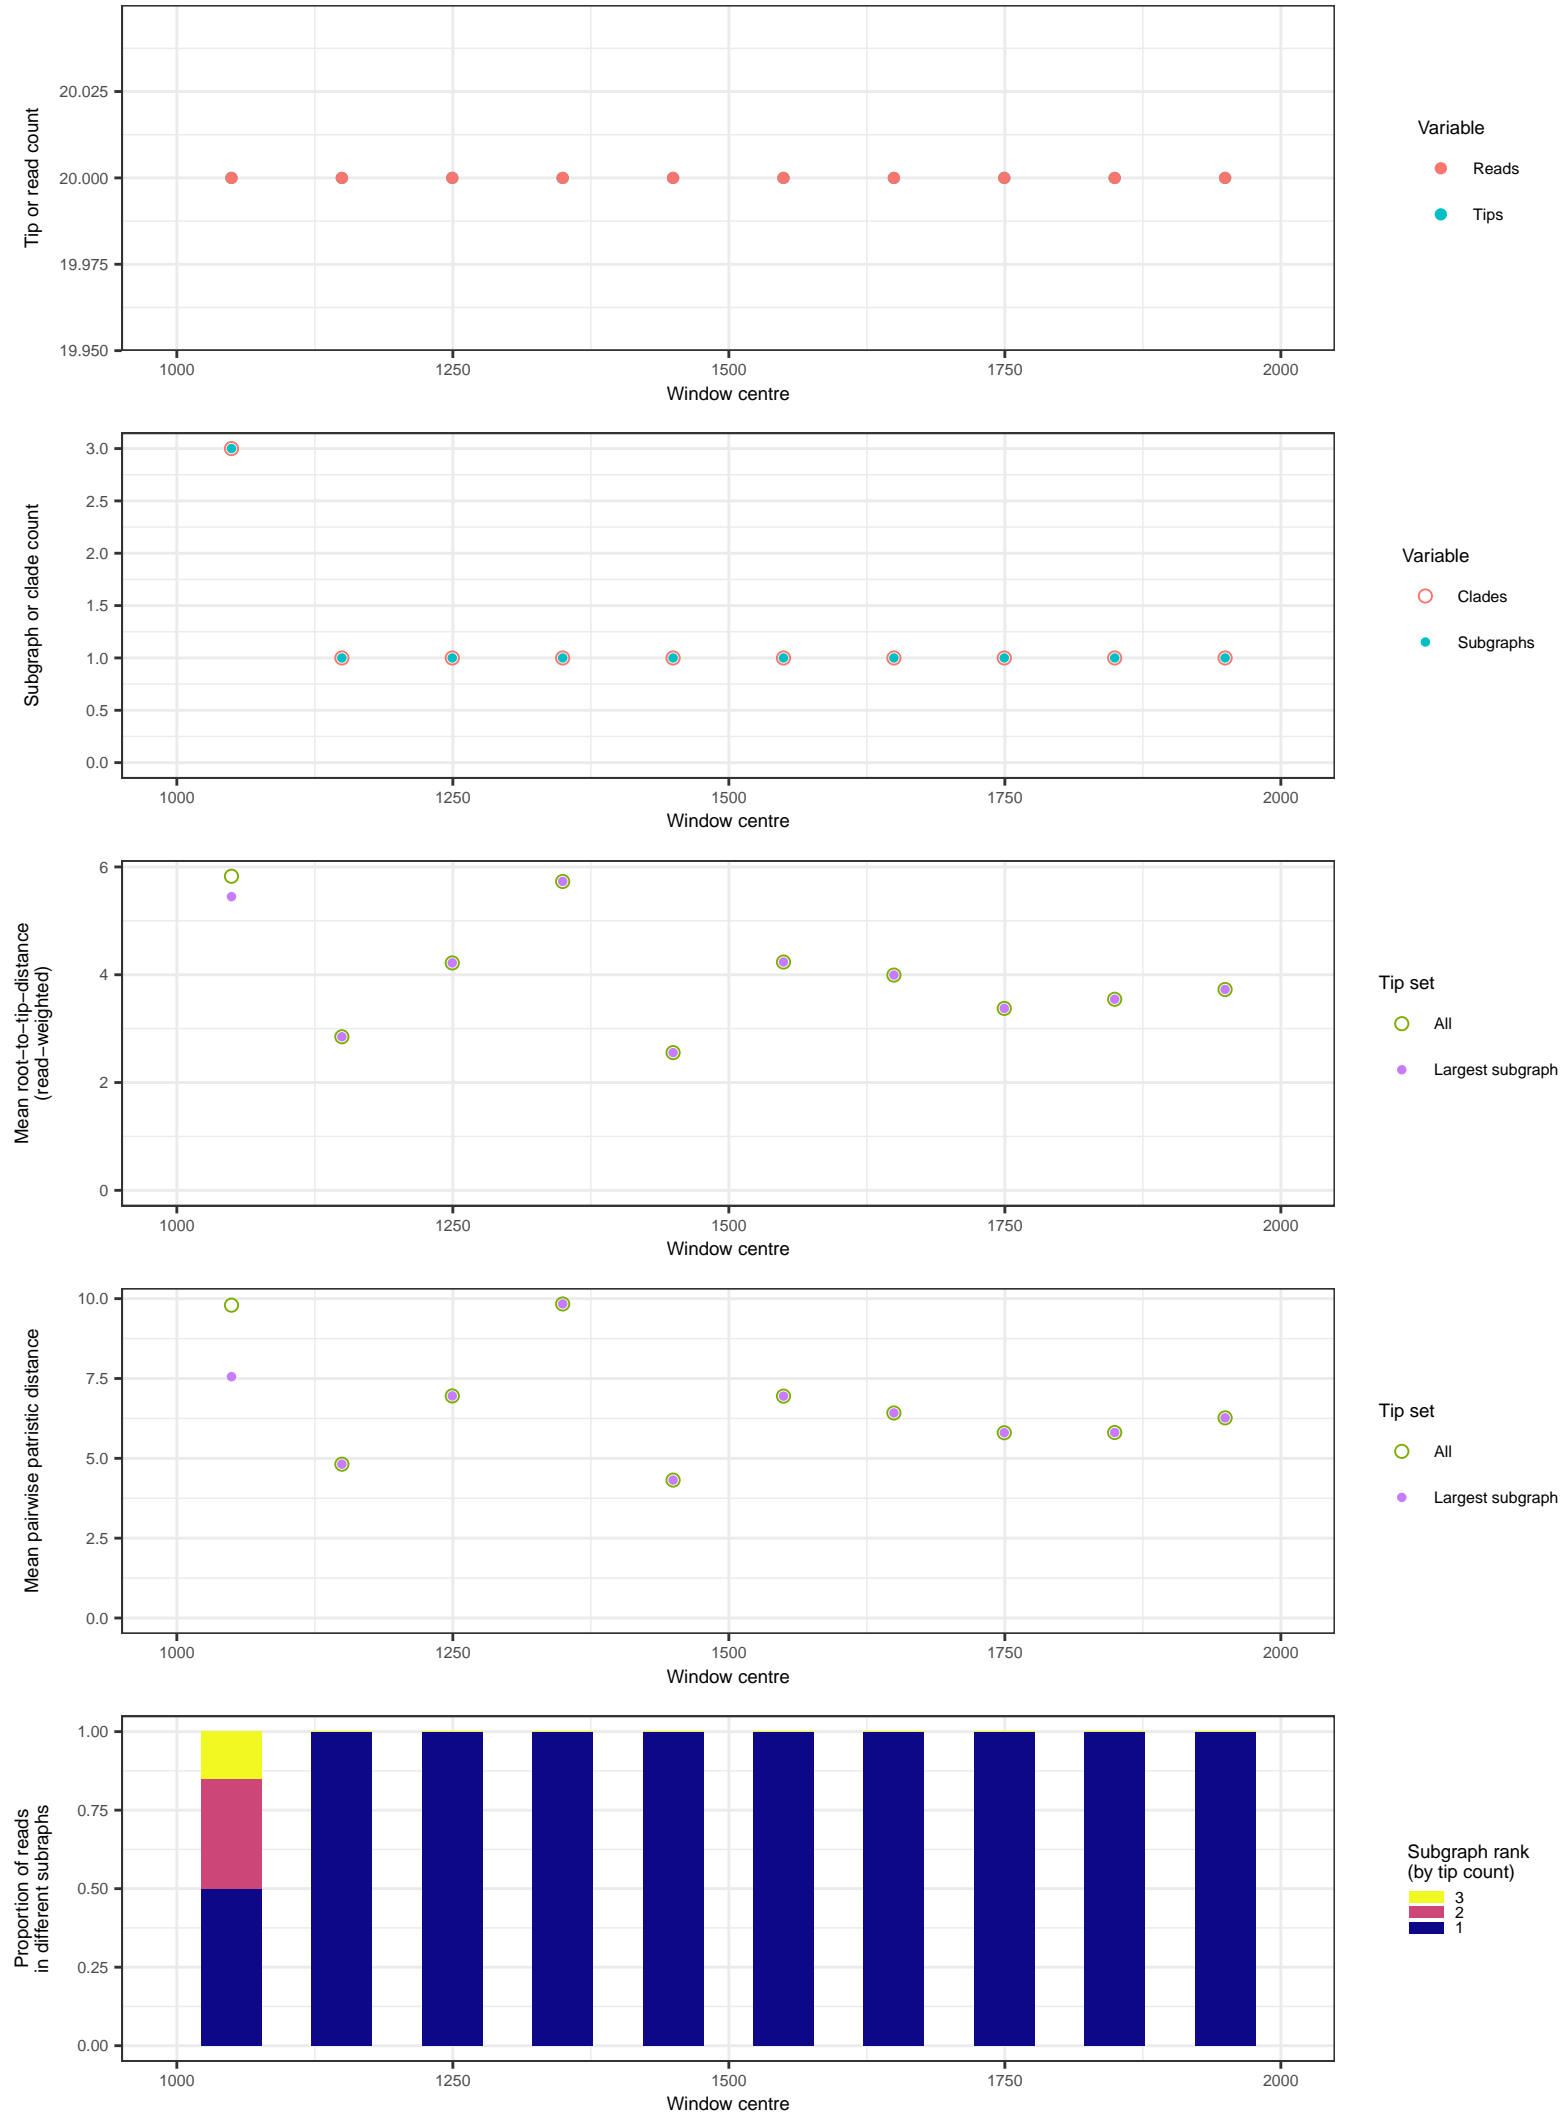 20.025
20.000
19.975
19.950
Tip or read count
1000 1250 1500 1750 2000
Window centre
Variable
Reads
Tips
3.0
2.5
2.0
1.5
1.0
0.5
0.0
Subgraph or clade count
1000 1250 1500 1750 2000
Window centre
Variable
Clades
Subgraphs
6
4
2
0
Mean root−to−tip−distance
(read−weighted)
1000 1250 1500 1750 2000
Window centre
Tip set
All
Largest subgraph
10.0
7.5
5.0
2.5
0.0
Mean pairwise patristic distance
1000 1250 1500 1750 2000
Window centre
Tip set
All
Largest subgraph
1.00
0.75
0.50
0.25
0.00
Proportion of reads
in different subraphs
1000 1250 1500 1750 2000
Window centre
Subgraph rank
(by tip count)
3
2
1